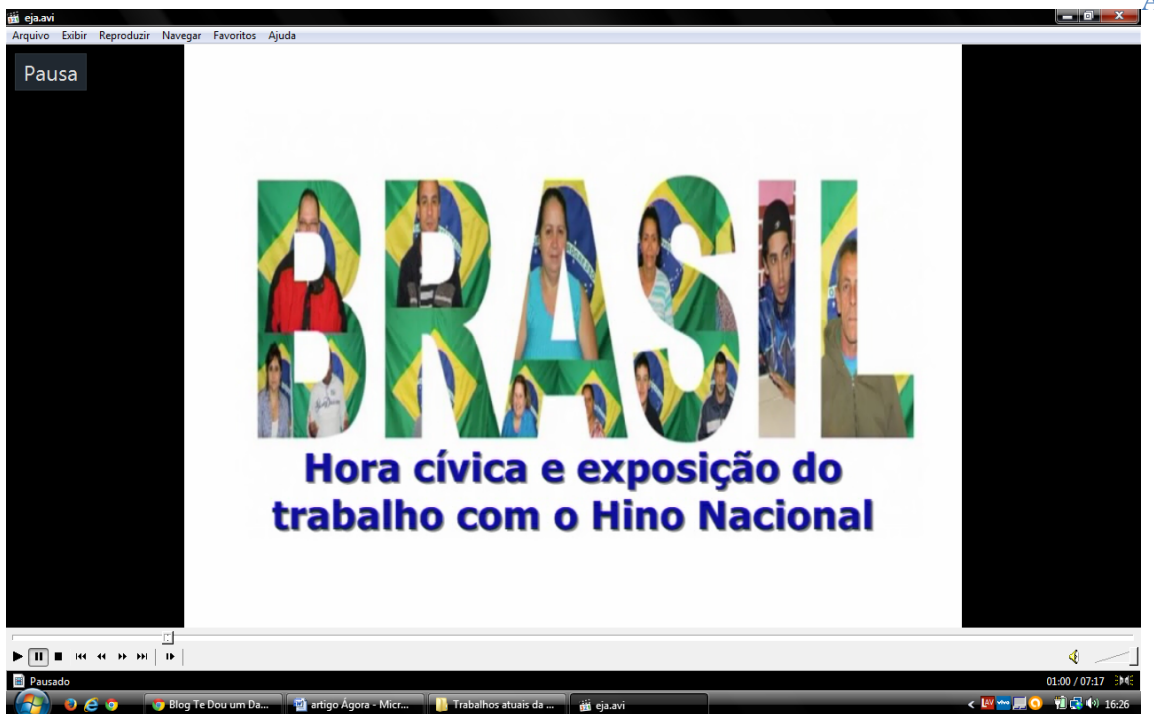 eja.avi
Arquivo Exibir Reproduzir Navegar Favoritos Ajuda
Pausa
BRASIL
Hora cívica e exposição do
trabalho com o Hino Nacional
Pausado 01:00 / 07:17
Blog Te Dou um Da... artigo Ágora - Micr... Trabalhos atuais da ... eja.avi 16:26